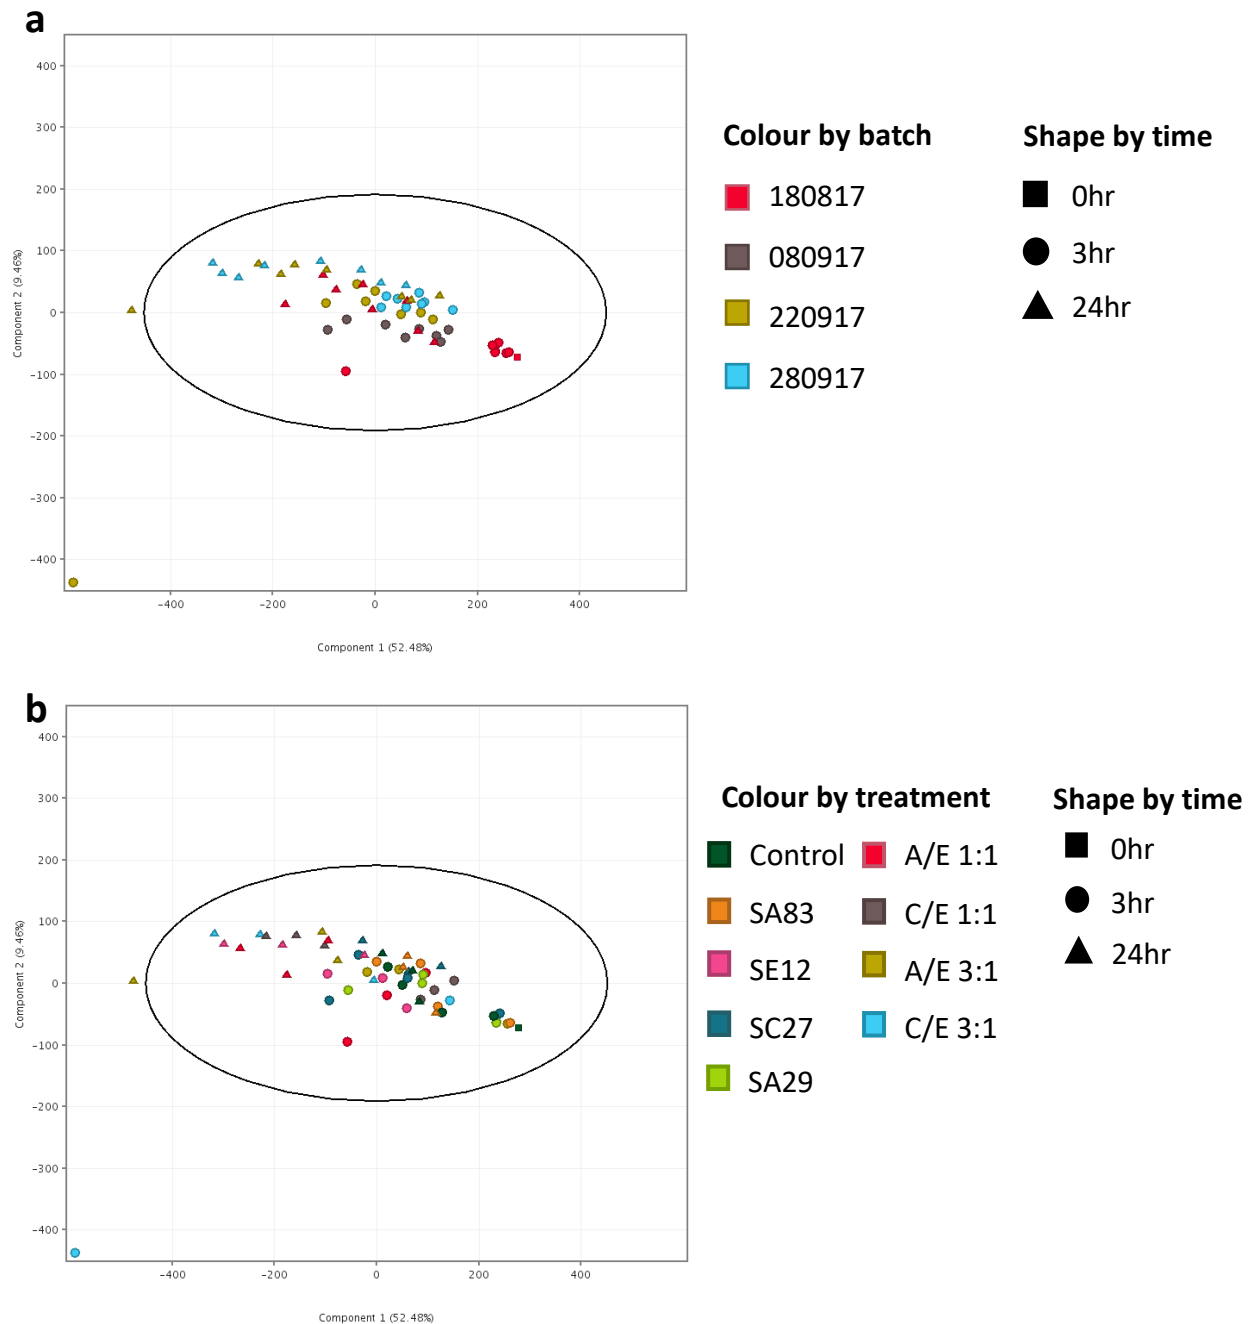 a
400
300
200
100
0
−100
−200
−300
−400
Component 2 (9.46%)
−400 −200 0 200 400
Component 1 (52.48%)
Colour by batch
180817
080917
220917
280917
Shape by time
0hr
3hr
24hr
b
400
300
200
100
0
−100
−200
−300
−400
Component 2 (9.46%)
−400 −200 0 200 400
Component 1 (52.48%)
Colour by treatment
Control A/E 1:1
SA83 C/E 1:1
SE12 A/E 3:1
SC27 C/E 3:1
SA29
Shape by time
0hr
3hr
24hr